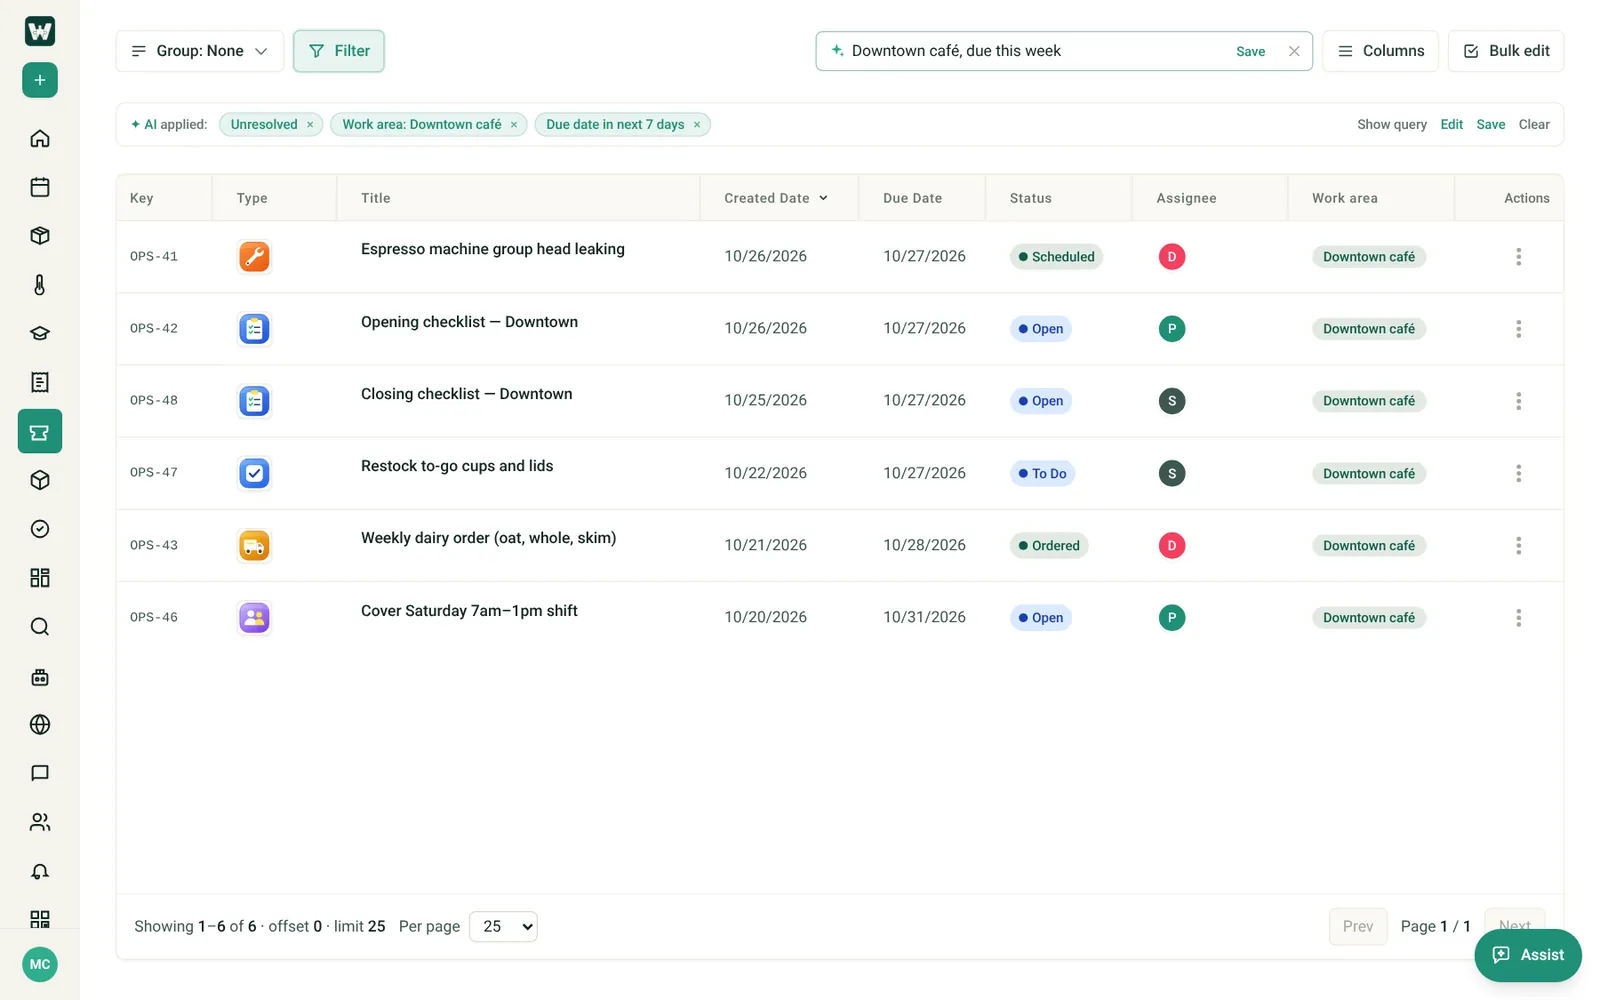 W
+
Group: None
Filter
Downtown café, due this week
Save
Columns
Bulk edit
AI applied:
Unresolved ×
Work area: Downtown café ×
Due date in next 7 days ×
Show query
Edit
Save
Clear
Key Type Title Created Date Due Date Status Assignee Work area Actions
OPS-41 Espresso machine group head leaking 10/26/2026 10/27/2026 Scheduled D Downtown café
OPS-42 Opening checklist — Downtown 10/26/2026 10/27/2026 Open P Downtown café
OPS-48 Closing checklist — Downtown 10/25/2026 10/27/2026 Open S Downtown café
OPS-47 Restock to-go cups and lids 10/22/2026 10/27/2026 To Do S Downtown café
OPS-43 Weekly dairy order (oat, whole, skim) 10/21/2026 10/28/2026 Ordered D Downtown café
OPS-46 Cover Saturday 7am–1pm shift 10/20/2026 10/31/2026 Open P Downtown café
Showing 1–6 of 6 · offset 0 · limit 25 Per page 25
Prev Page 1 / 1 Next
Assist
MC